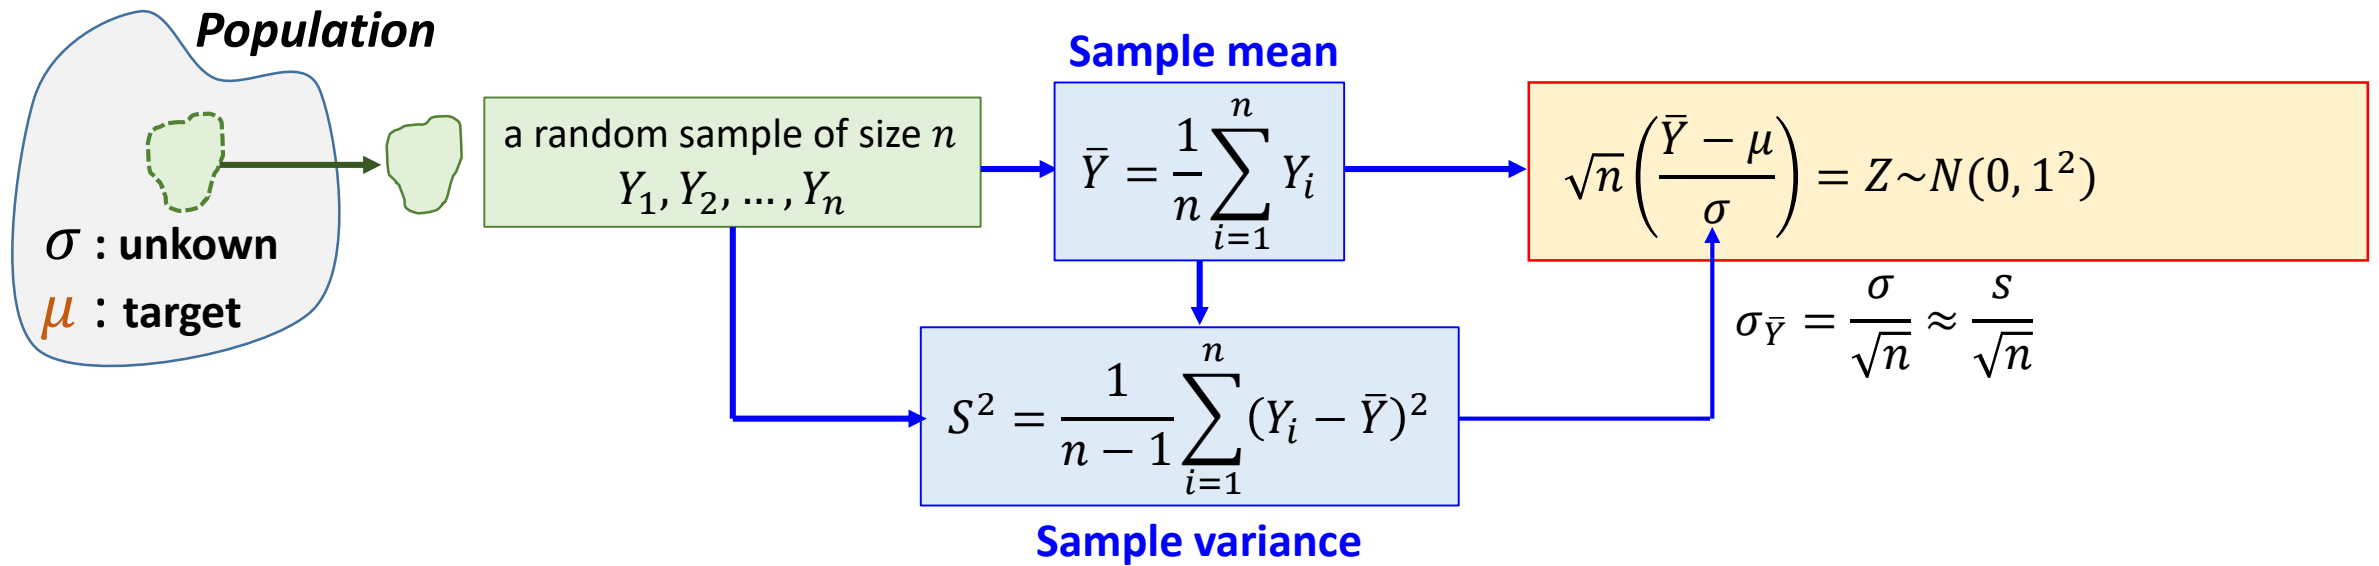 Population
σ : unkown
μ : target
a random sample of size n
Y₁, Y₂, …, Yₙ
Sample mean
Ȳ = 1/n ∑ᵢ₌₁ⁿ Yᵢ
√n ((Ȳ − μ)/σ) = Z~N(0, 1²)
σ_Ȳ = σ/√n ≈ s/√n
S² = 1/(n − 1) ∑ᵢ₌₁ⁿ (Yᵢ − Ȳ)²
Sample variance